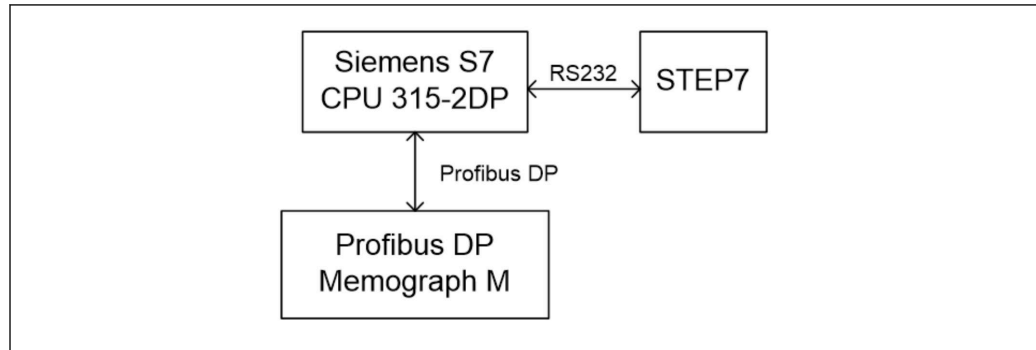 Siemens S7
CPU 315-2DP
RS232
STEP7
Profibus DP
Profibus DP
Memograph M